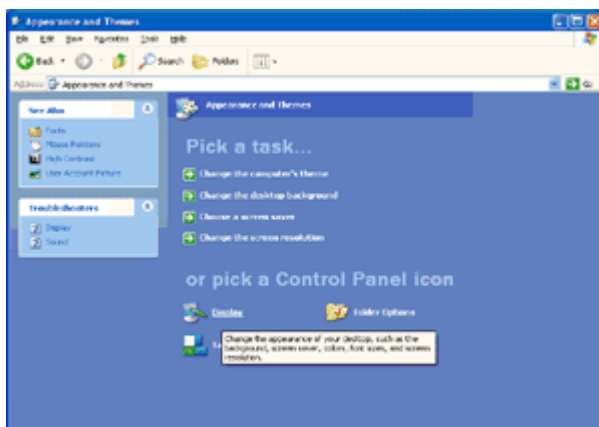 Appearance and Themes
File Edit View Favorites Tools Help
Back Search Folders
Address Appearance and Themes Go
See Also
Fonts
Mouse Pointers
High Contrast
User Account Picture
Troubleshooters
Display
Sound
Appearance and Themes
Pick a task...
Change the computer's theme
Change the desktop background
Choose a screen saver
Change the screen resolution
or pick a Control Panel icon
Display Folder Options
Change the appearance of your desktop, such as the
background, screen saver, colors, font sizes, and screen
resolution.